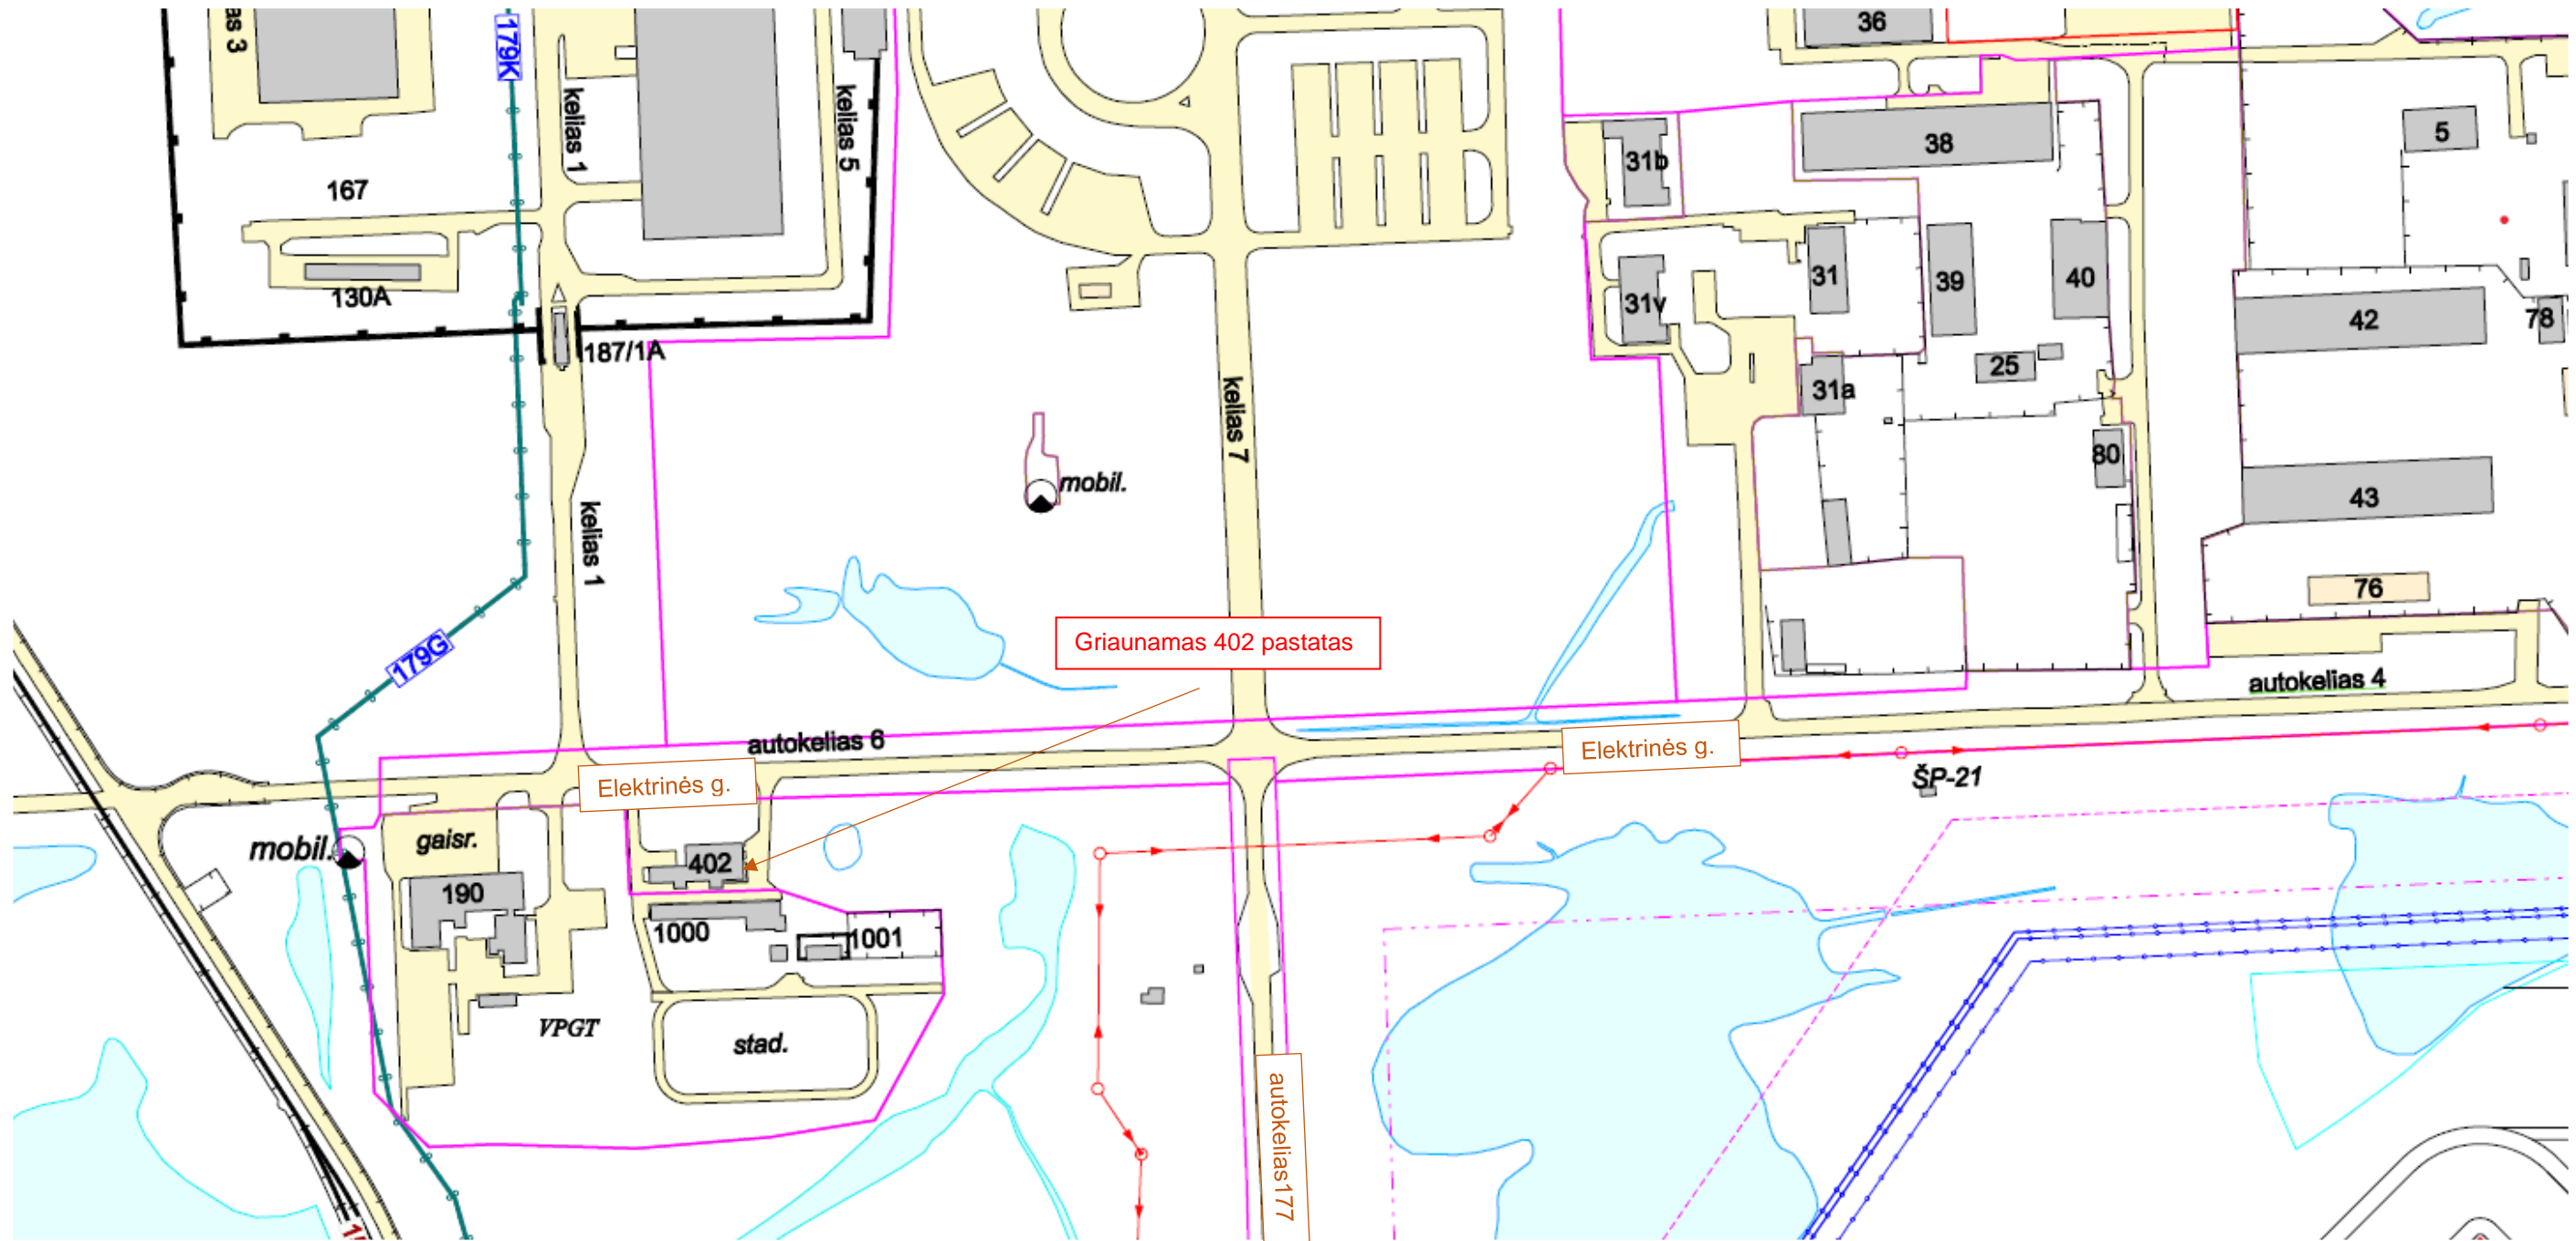 179K
kelias 1
kelias 5
36
5
38
31b
167
130A
31
39
40
31v
42
78
187/1A
25
31a
kelias 7
80
mobil.
43
kelias 1
76
179G
Griaunamas 402 pastatas
autokelias 4
autokelias 6
Elektrinės g.
Elektrinės g.
ŠP-21
mobil.
gaisr.
402
190
1000
1001
VPGT
stad.
autokelias177